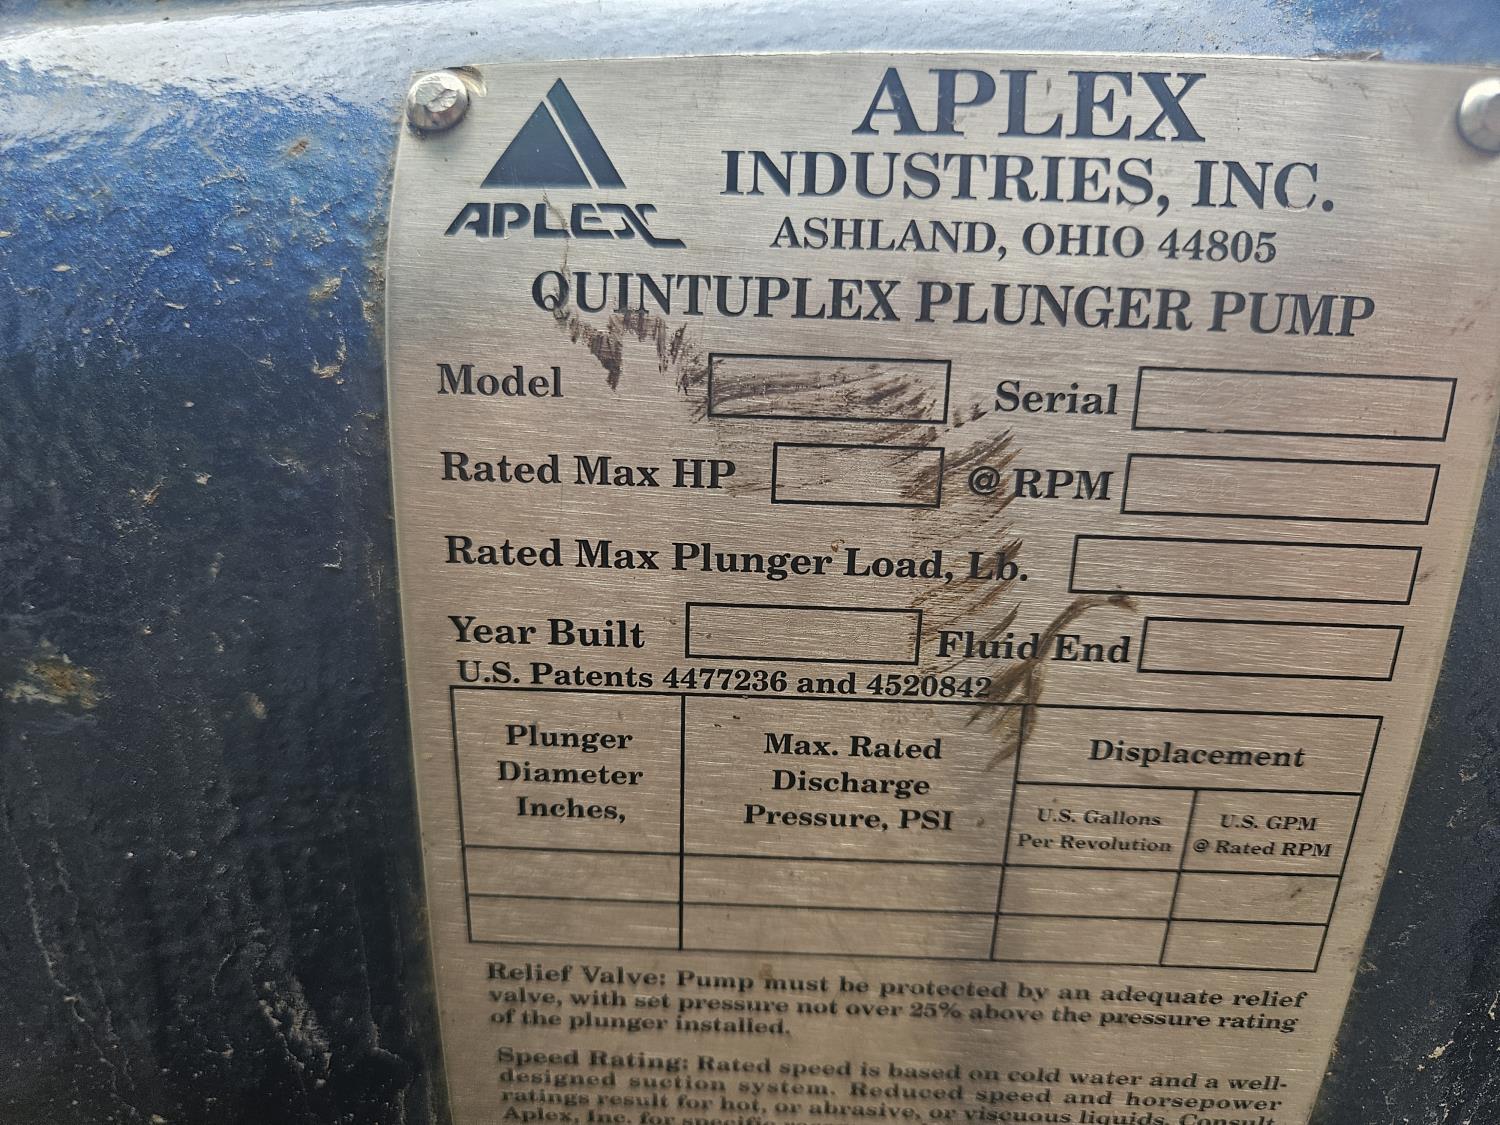 APLEX
APLEX
INDUSTRIES, INC.
ASHLAND, OHIO 44805
QUINTUPLEX PLUNGER PUMP
Model Serial
Rated Max HP @ RPM
Rated Max Plunger Load, Lb.
Year Built Fluid End
U.S. Patents 4477236 and 4520842
Plunger
Diameter
Inches,
Max. Rated
Discharge
Pressure, PSI
Displacement
U.S. Gallons
Per Revolution
U.S. GPM
@ Rated RPM
Relief Valve: Pump must be protected by an adequate relief
valve, with set pressure not over 25% above the pressure rating
of the plunger installed.
Speed Rating: Rated speed is based on cold water and a well-
designed suction system. Reduced speed and horsepower
ratings result for hot, or abrasive, or viscuous liquids. Consult
Aplex, Inc. for specific